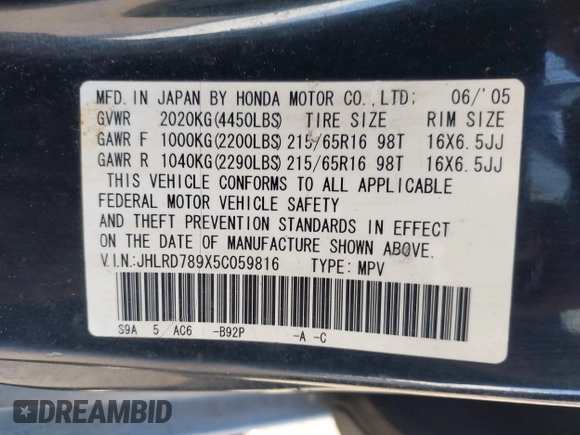 MFD. IN JAPAN BY HONDA MOTOR CO., LTD: 06/'05
GVWR 2020KG(4450LBS) TIRE SIZE RIM SIZE
GAWR F 1000KG(2200LBS) 215/65R16 98T 16X6.5JJ
GAWR R 1040KG(2290LBS) 215/65R16 98T 16X6.5JJ
THIS VEHICLE CONFORMS TO ALL APPLICABLE
FEDERAL MOTOR VEHICLE SAFETY
AND THEFT PREVENTION STANDARDS IN EFFECT
ON THE DATE OF MANUFACTURE SHOWN ABOVE.
V.I.N.:JHLRD789X5C059816 TYPE: MPV
S9A 5 AC6 -B92P -A -C
DREAMBID